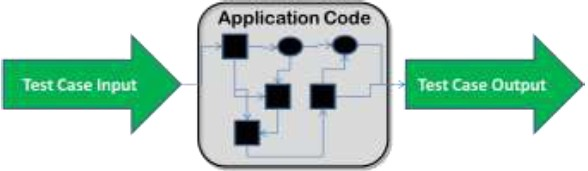 Application Code
Test Case Input
Test Case Output